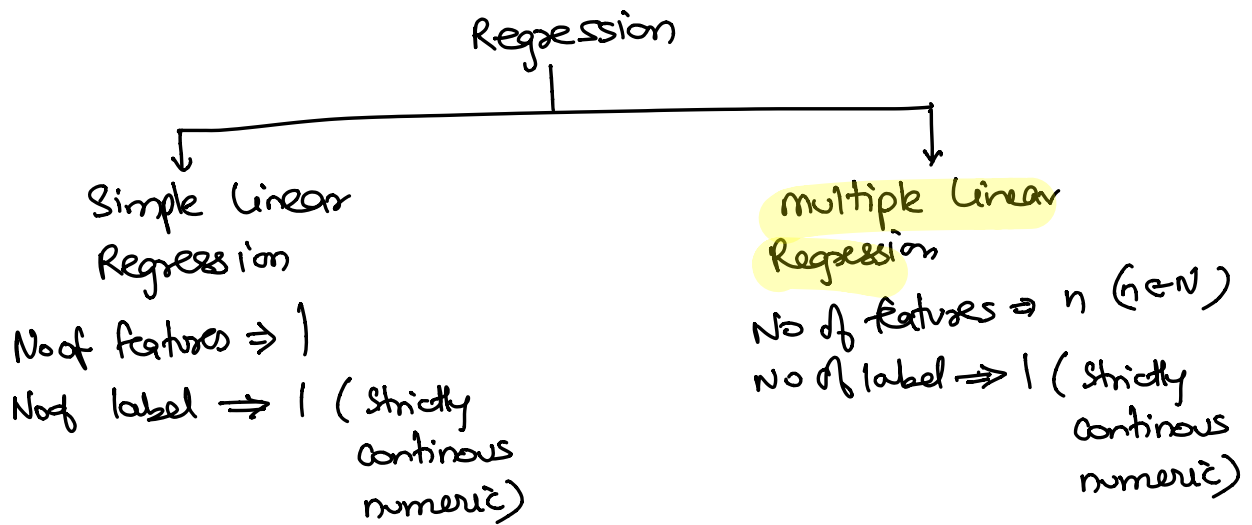 Regression
Simple Linear
Regression
No of features ⇒ 1
No of label ⇒ 1 (Strictly
continous
numeric)
multiple Linear
Regression
No of features ⇒ n (n∈N)
No of label ⇒ 1 (Strictly
continous
numeric)